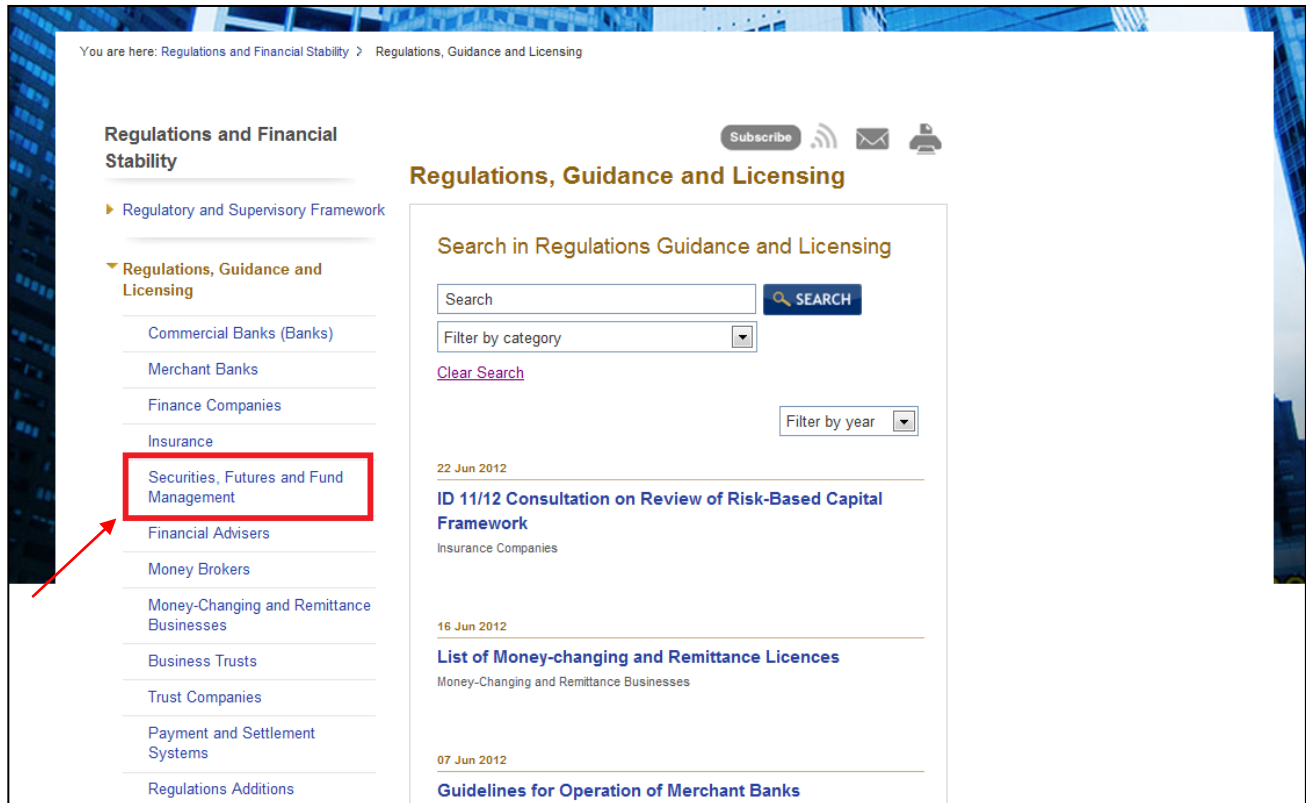 You are here: Regulations and Financial Stability > Regulations, Guidance and Licensing
Regulations and Financial
Stability
Regulatory and Supervisory Framework
Regulations, Guidance and
Licensing
Commercial Banks (Banks)
Merchant Banks
Finance Companies
Insurance
Securities, Futures and Fund
Management
Financial Advisers
Money Brokers
Money-Changing and Remittance
Businesses
Business Trusts
Trust Companies
Payment and Settlement
Systems
Regulations Additions
Subscribe
Regulations, Guidance and Licensing
Search in Regulations Guidance and Licensing
Search
SEARCH
Filter by category
Clear Search
Filter by year
22 Jun 2012
ID 11/12 Consultation on Review of Risk-Based Capital
Framework
Insurance Companies
16 Jun 2012
List of Money-changing and Remittance Licences
Money-Changing and Remittance Businesses
07 Jun 2012
Guidelines for Operation of Merchant Banks